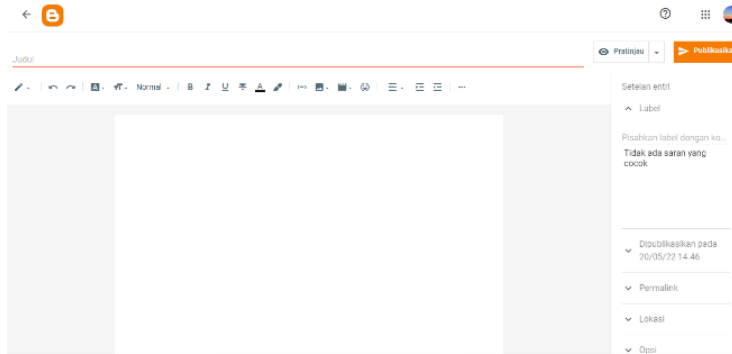 Judul
Pratinjau
Publikasika
Normal
B I U
A
Setelan entri
Label
Pisahkan label dengan ko...
Tidak ada saran yang
cocok
Dipublikasikan pada
20/05/22 14.46
Permalink
Lokasi
Opsi